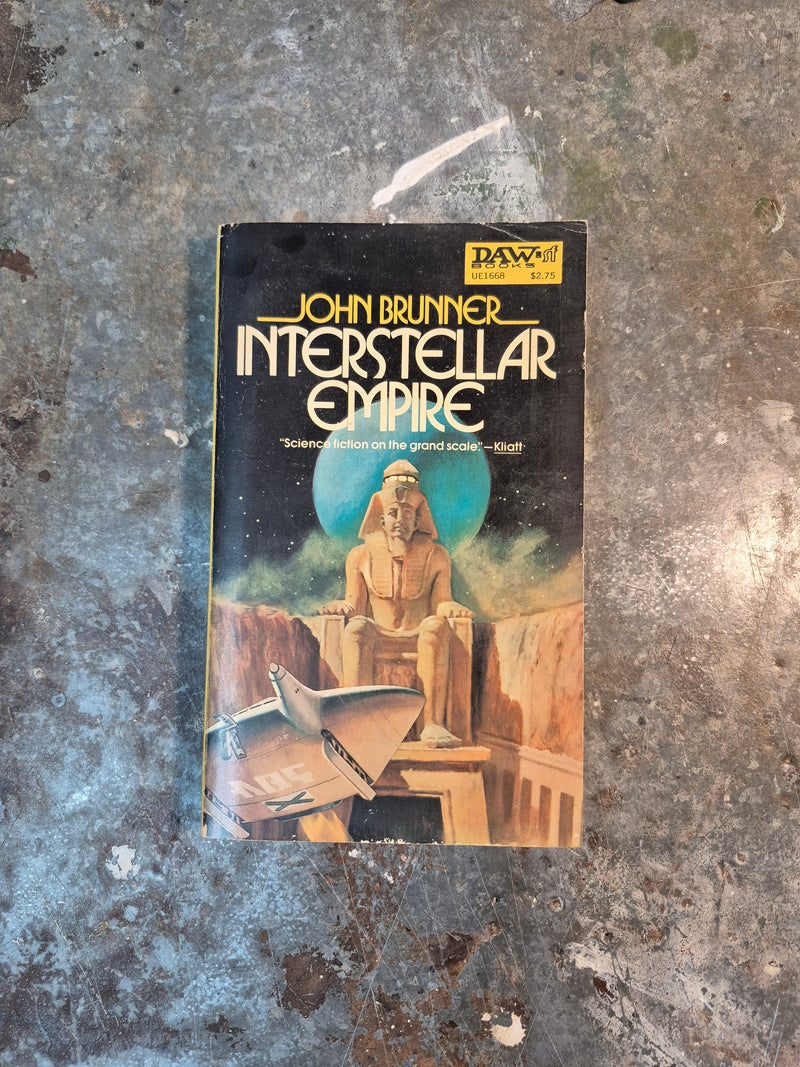 DAW=sf
BOOKS
UE1668 $2.75
JOHN BRUNNER
INTERSTELLAR
EMPIRE
"Science fiction on the grand scale." — Kliatt